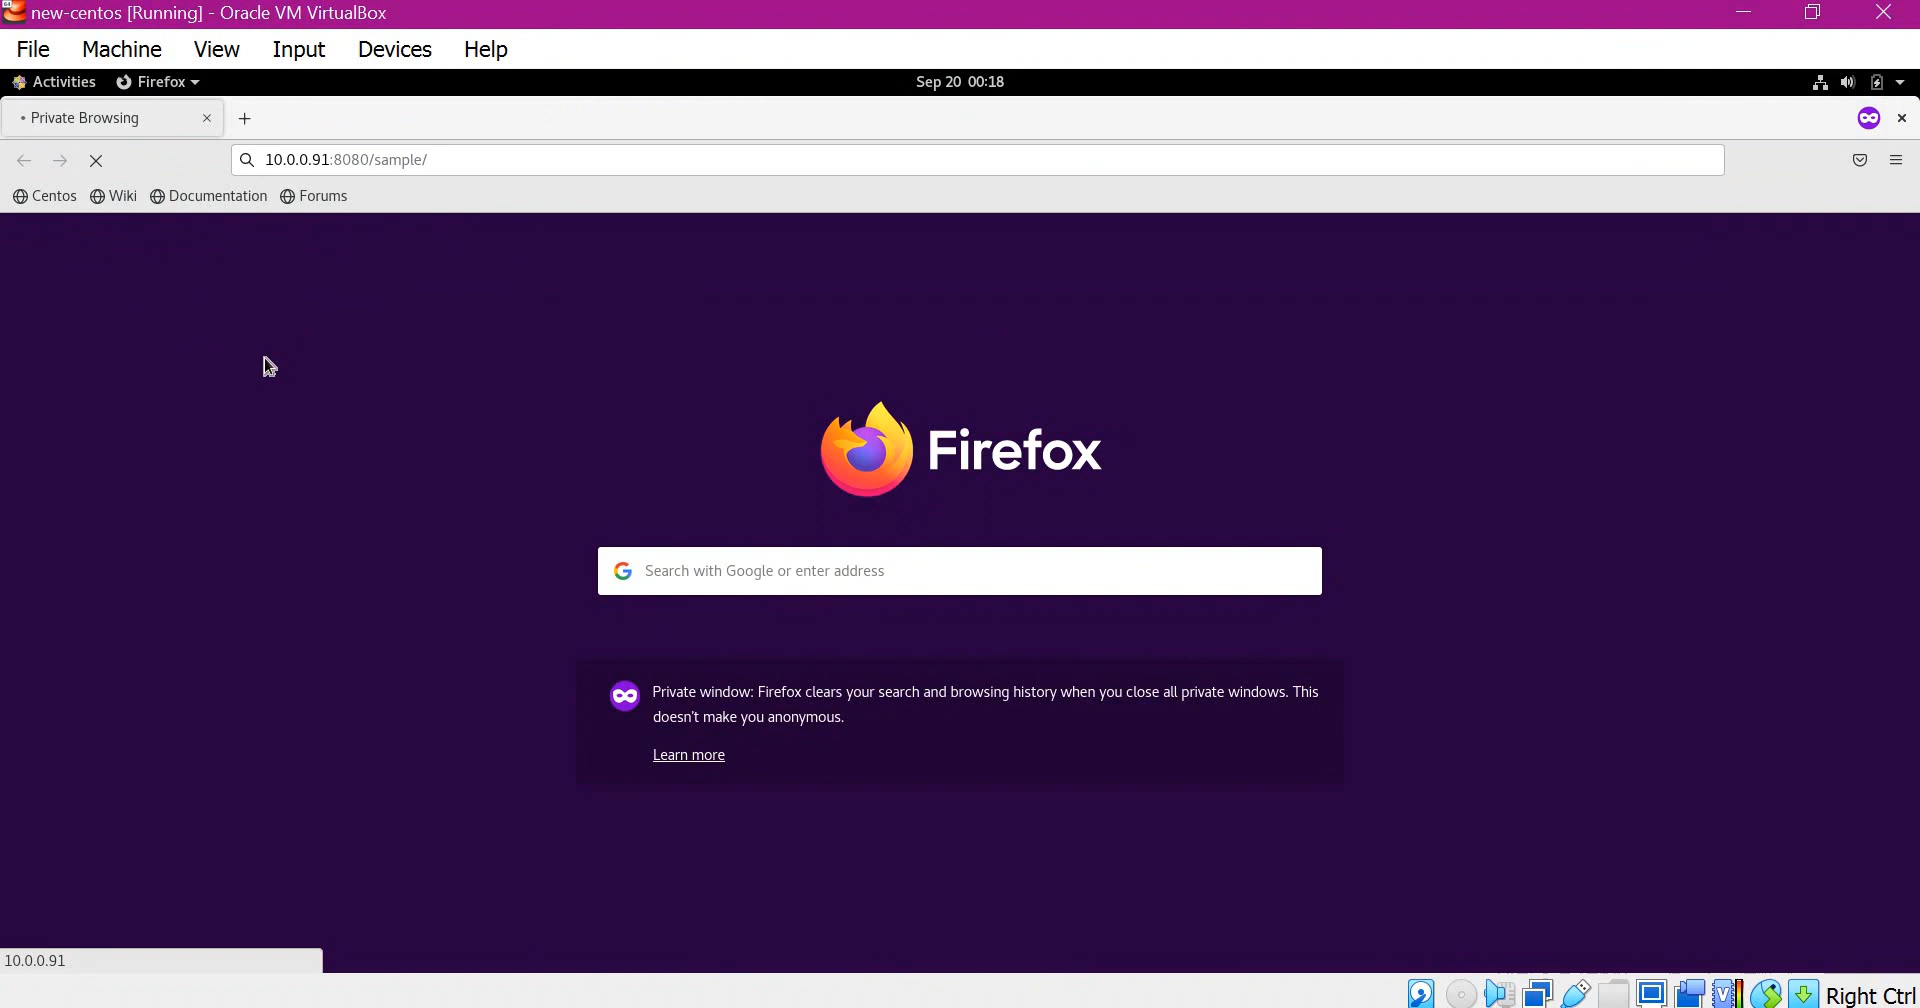 new-centos [Running] - Oracle VM VirtualBox
File Machine View Input Devices Help
Activities Firefox Sep 20 00:18
Private Browsing
10.0.0.91:8080/sample/
Centos Wiki Documentation Forums
Firefox
Search with Google or enter address
Private window: Firefox clears your search and browsing history when you close all private windows. This
doesn't make you anonymous.
Learn more
10.0.0.91
Right Ctrl